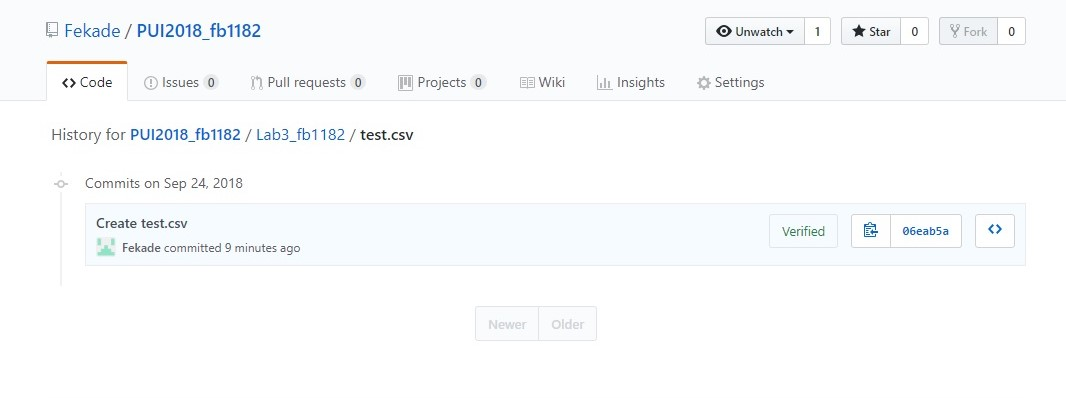 Fekade / PUI2018_fb1182
Unwatch 1 Star 0 Fork 0
Code Issues 0 Pull requests 0 Projects 0 Wiki Insights Settings
History for PUI2018_fb1182 / Lab3_fb1182 / test.csv
Commits on Sep 24, 2018
Create test.csv
Fekade committed 9 minutes ago
Verified 06eab5a
Newer Older